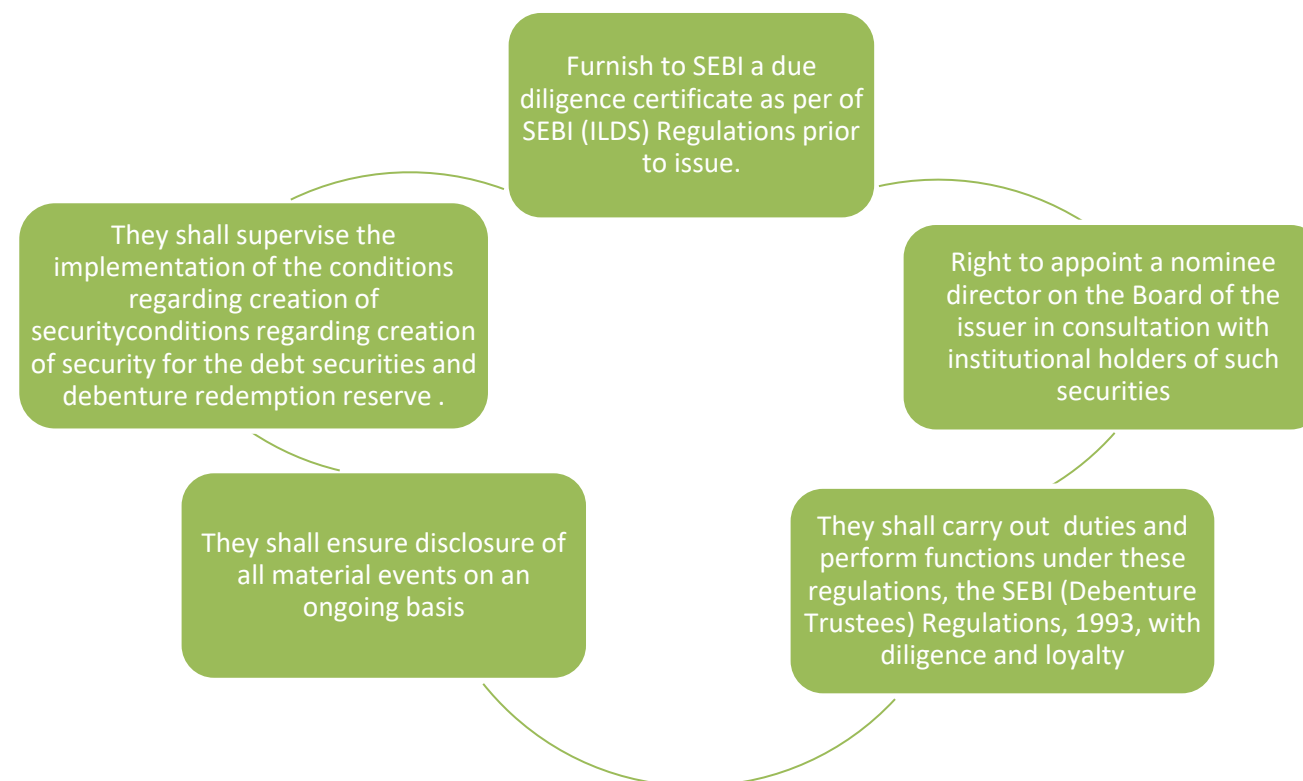 Furnish to SEBI a due
diligence certificate as per of
SEBI (ILDS) Regulations prior
to issue.
Right to appoint a nominee
director on the Board of the
issuer in consultation with
institutional holders of such
securities
They shall carry out  duties and
perform functions under these
regulations, the SEBI (Debenture
Trustees) Regulations, 1993, with
diligence and loyalty
They shall ensure disclosure of
all material events on an
ongoing basis
They shall supervise the
implementation of the conditions
regarding creation of
securityconditions regarding creation
of security for the debt securities and
debenture redemption reserve .